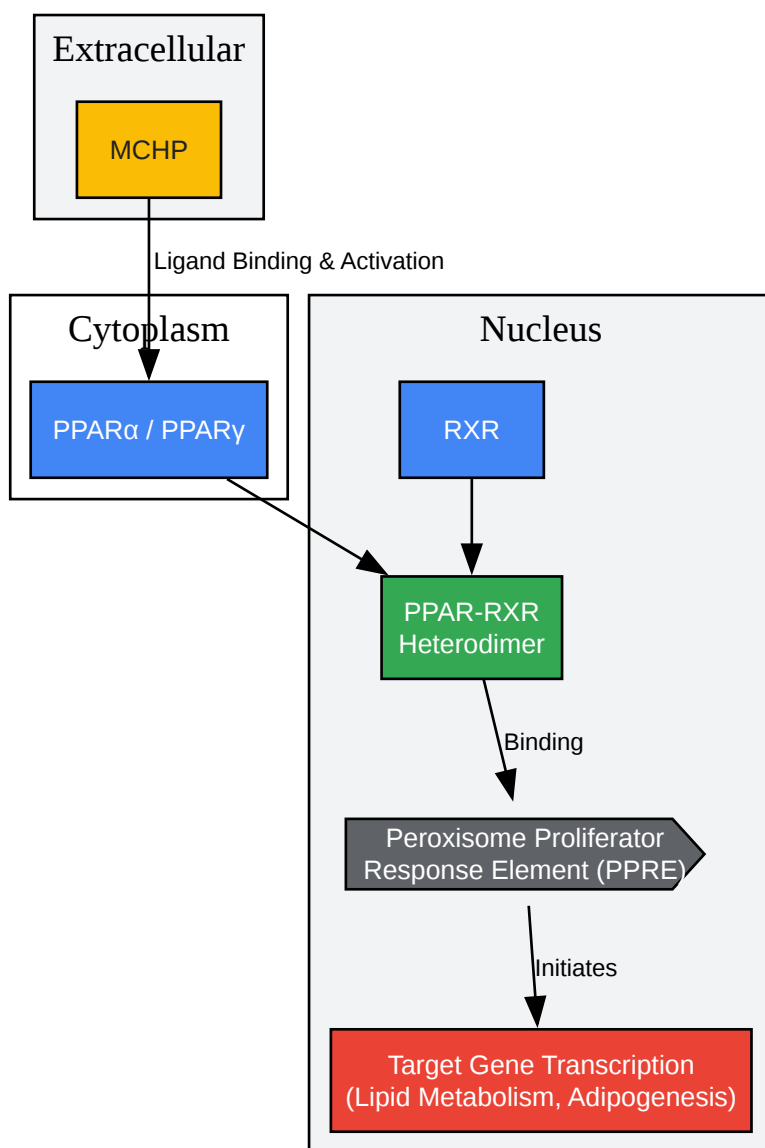 Extracellular
MCHP
Ligand Binding & Activation
Cytoplasm
PPARα / PPARγ
Nucleus
RXR
PPAR-RXR
Heterodimer
Binding
Peroxisome Proliferator
Response Element (PPRE)
Initiates
Target Gene Transcription
(Lipid Metabolism, Adipogenesis)